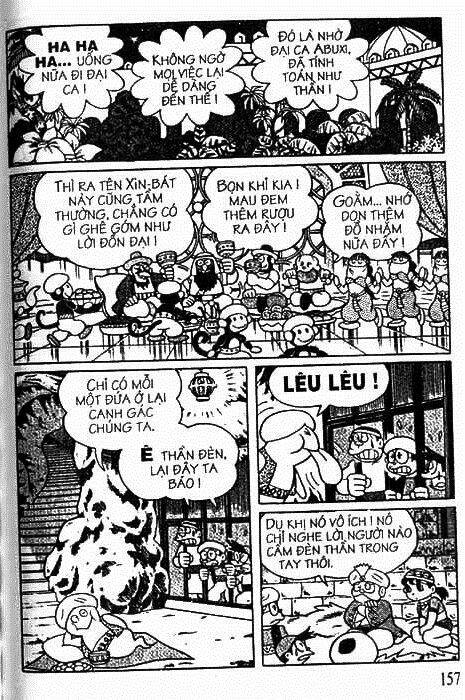 HA HA
HA... UỐNG
NỮA ĐI ĐẠI
CA !
KHÔNG NGỜ
MỌI VIỆC LẠI
DỄ DÀNG
ĐẾN THẾ !
ĐÓ LÀ NHỜ
ĐẠI CA ABUXI,
ĐÃ TÍNH
TOÁN NHƯ
THẦN !
THÌ RA TÊN XIN-BÁT
NÀY CŨNG TẦM
THƯỜNG, CHẲNG CÓ
GÌ GHÊ GỚM NHƯ
LỜI ĐỒN ĐẠI !
BỌN KHỈ KIA !
MAU ĐEM
THÊM RƯỢU
RA ĐÂY !
GOẰM... NHỚ
DỌN THÊM
ĐỒ NHẮM
NỮA ĐẤY !
CHỈ CÓ MỖI
MỘT ĐỨA Ở LẠI
CANH GÁC
CHÚNG TA.
Ê THẦN ĐÈN,
LẠI ĐÂY TA
BẢO !
LÊU LÊU !
DỤ KHỊ NÓ VÔ ÍCH ! NÓ
CHỈ NGHE LỜI NGƯỜI NÀO
CẦM ĐÈN THẦN TRONG
TAY THÔI.
157